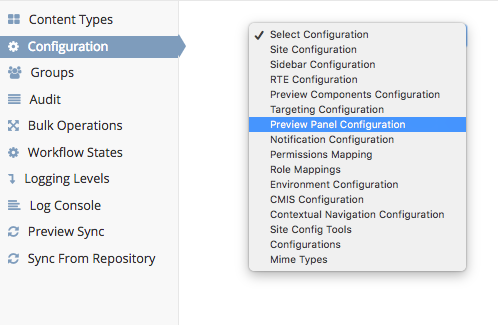 Content Types
Configuration
Groups
Audit
Bulk Operations
Workflow States
Logging Levels
Log Console
Preview Sync
Sync From Repository
Select Configuration
Site Configuration
Sidebar Configuration
RTE Configuration
Preview Components Configuration
Targeting Configuration
Preview Panel Configuration
Notification Configuration
Permissions Mapping
Role Mappings
Environment Configuration
CMIS Configuration
Contextual Navigation Configuration
Site Config Tools
Configurations
Mime Types